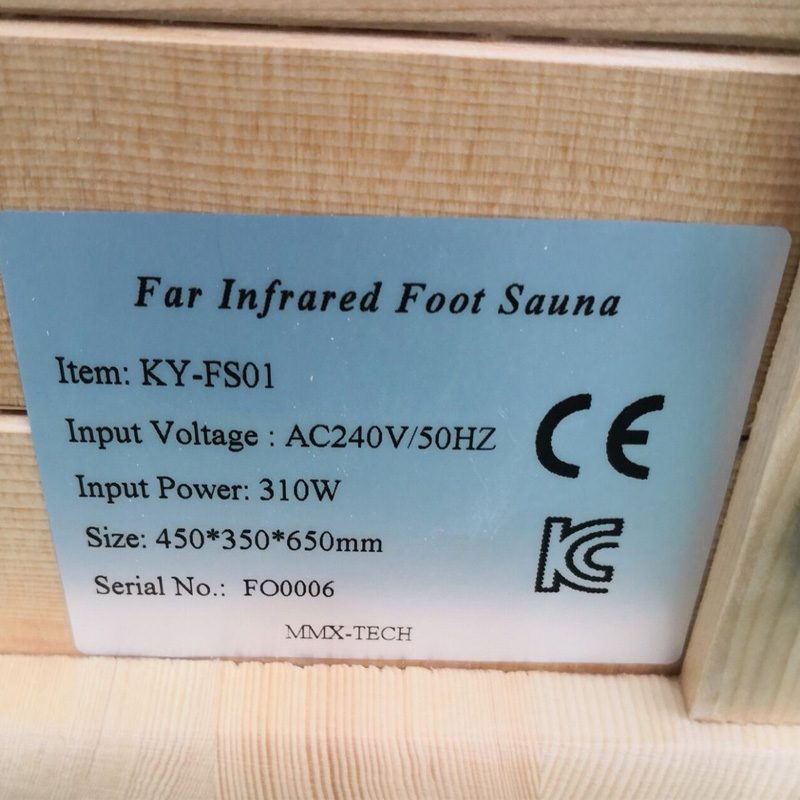 Far Infrared Foot Sauna
Item: KY-FS01
Input Voltage : AC240V/50HZ
Input Power: 310W
Size: 450*350*650mm
Serial No.: FO0006
MMX-TECH
CE
KC